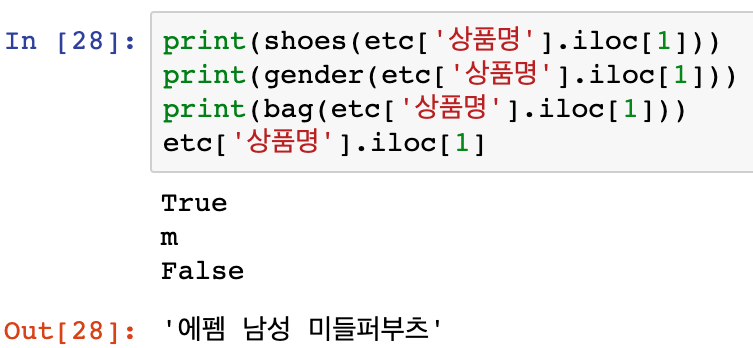 In [28]: print(shoes(etc['상품명'].iloc[1]))
print(gender(etc['상품명'].iloc[1]))
print(bag(etc['상품명'].iloc[1]))
etc['상품명'].iloc[1]
True
m
False
Out[28]: '에펨 남성 미들퍼부츠'